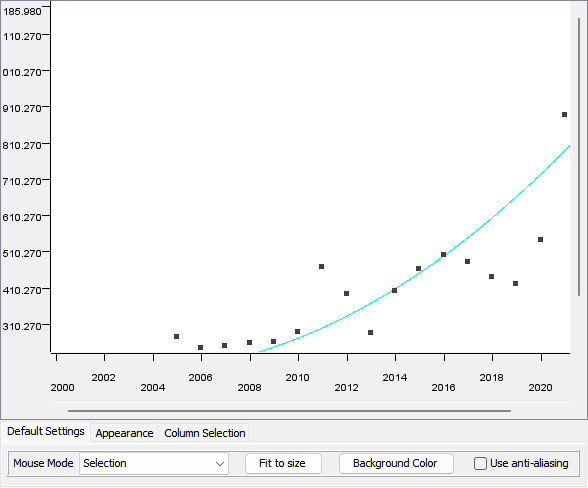 185.980
110.270
010.270
910.270
810.270
710.270
610.270
510.270
410.270
310.270
2002 2006 2010 2014 2018
2000 2004 2008 2012 2016 2020
Default Settings Appearance Column Selection
Mouse Mode Selection Fit to size Background Color Use anti-aliasing